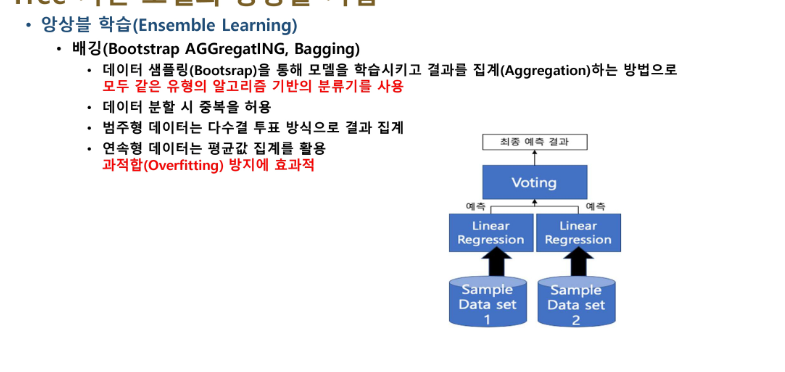 • 앙상블 학습(Ensemble Learning)
• 배깅(Bootstrap AGGregatING, Bagging)
• 데이터 샘플링(Bootsrap)을 통해 모델을 학습시키고 결과를 집계(Aggregation)하는 방법으로
모두 같은 유형의 알고리즘 기반의 분류기를 사용
• 데이터 분할 시 중복을 허용
• 범주형 데이터는 다수결 투표 방식으로 결과 집계
• 연속형 데이터는 평균값 집계를 활용
과적합(Overfitting) 방지에 효과적
최종 예측 결과
Voting
예측
예측
Linear
Regression
Linear
Regression
Sample
Data set
1
Sample
Data set
2